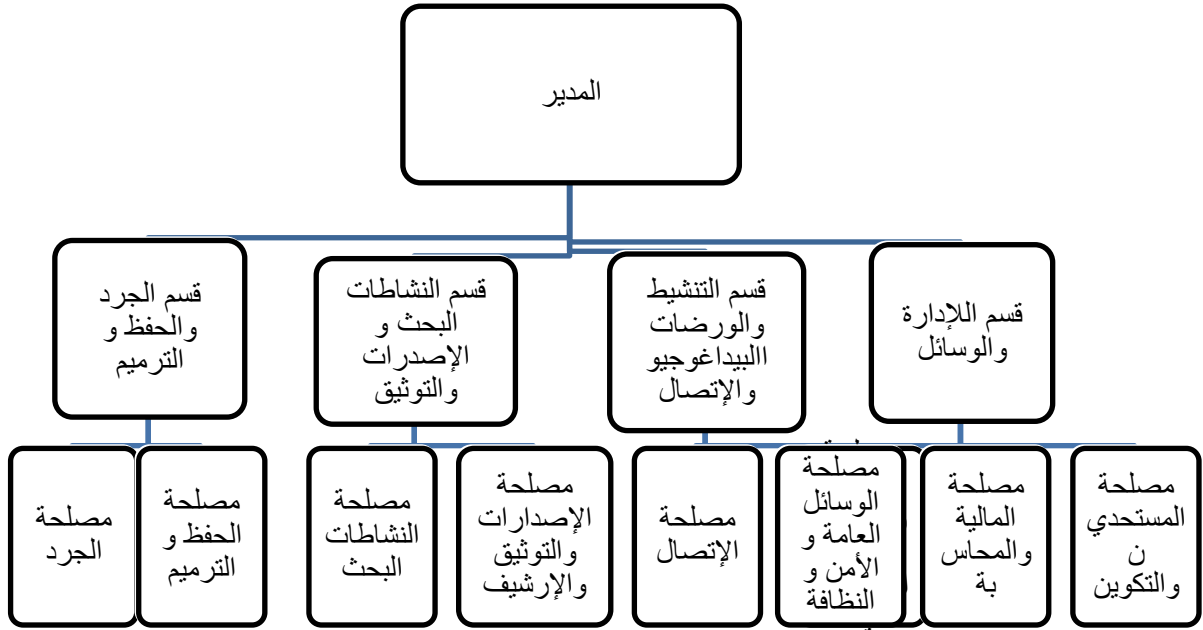 المدير
قسم اللإدارة
والوسائل
قسم التنشيط
والورضات
االبيداغوجيو
والإتصال
قسم النشاطات
البحث و
الإصدرات
والتوثيق
قسم الجرد
والحفظ و
الترميم
مصلحة
المستحدي
ن
والتكوين
مصلحة
المالية
والمحاس
بة
مصلحة
الوسائل
العامة و
الأمن و
النظافة
مصلحة
الإتصال
مصلحة
الإصدارات
والتوثيق
والإرشيف
مصلحة
النشاطات
البحث
مصلحة
الحفظ و
الترميم
مصلحة
الجرد